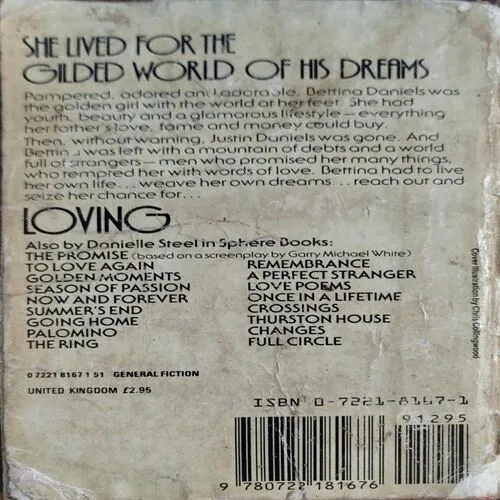 SHE LIVED FOR THE
GILDED WORLD OF HIS DREAMS
Pampered, adored and adorable, Bettina Daniels was
the golden girl with the world at her feet. She had
youth, beauty and a glamorous lifestyle—everything
her father's love, fame and money could buy.
Then, without warning, Justin Daniels was gone. And
Bettina was left with a mountain of debts and a world
full of strangers—men who promised her many things,
who tempted her with words of love. Bettina had to live
her own life... weave her own dreams... reach out and
seize her chance for...
LOVING
Also by Danielle Steel in Sphere Books:
THE PROMISE (based on a screenplay by Garry Michael White)
TO LOVE AGAIN
GOLDEN MOMENTS
SEASON OF PASSION
NOW AND FOREVER
SUMMER'S END
GOING HOME
PALOMINO
THE RING
REMEMBRANCE
A PERFECT STRANGER
LOVE POEMS
ONCE IN A LIFETIME
CROSSINGS
THURSTON HOUSE
CHANGES
FULL CIRCLE
Cover illustration by Chris Collingwood
0 7221 8167 1 91 GENERAL FICTION
UNITED KINGDOM £2.95
ISBN 0-7221-8167-1
91295
9 780722 181676